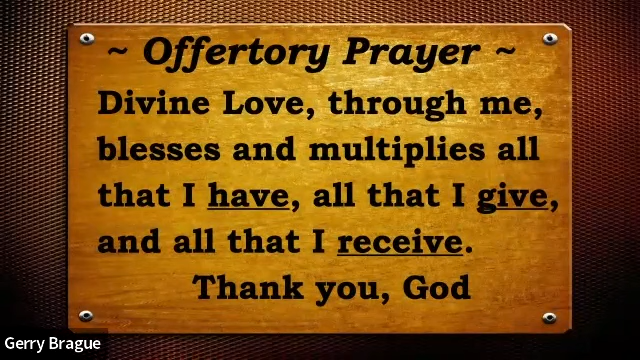 ~ Offertory Prayer ~
Divine Love, through me,
blesses and multiplies all
that I have, all that I give,
and all that I receive.
Thank you, God
Gerry Brague